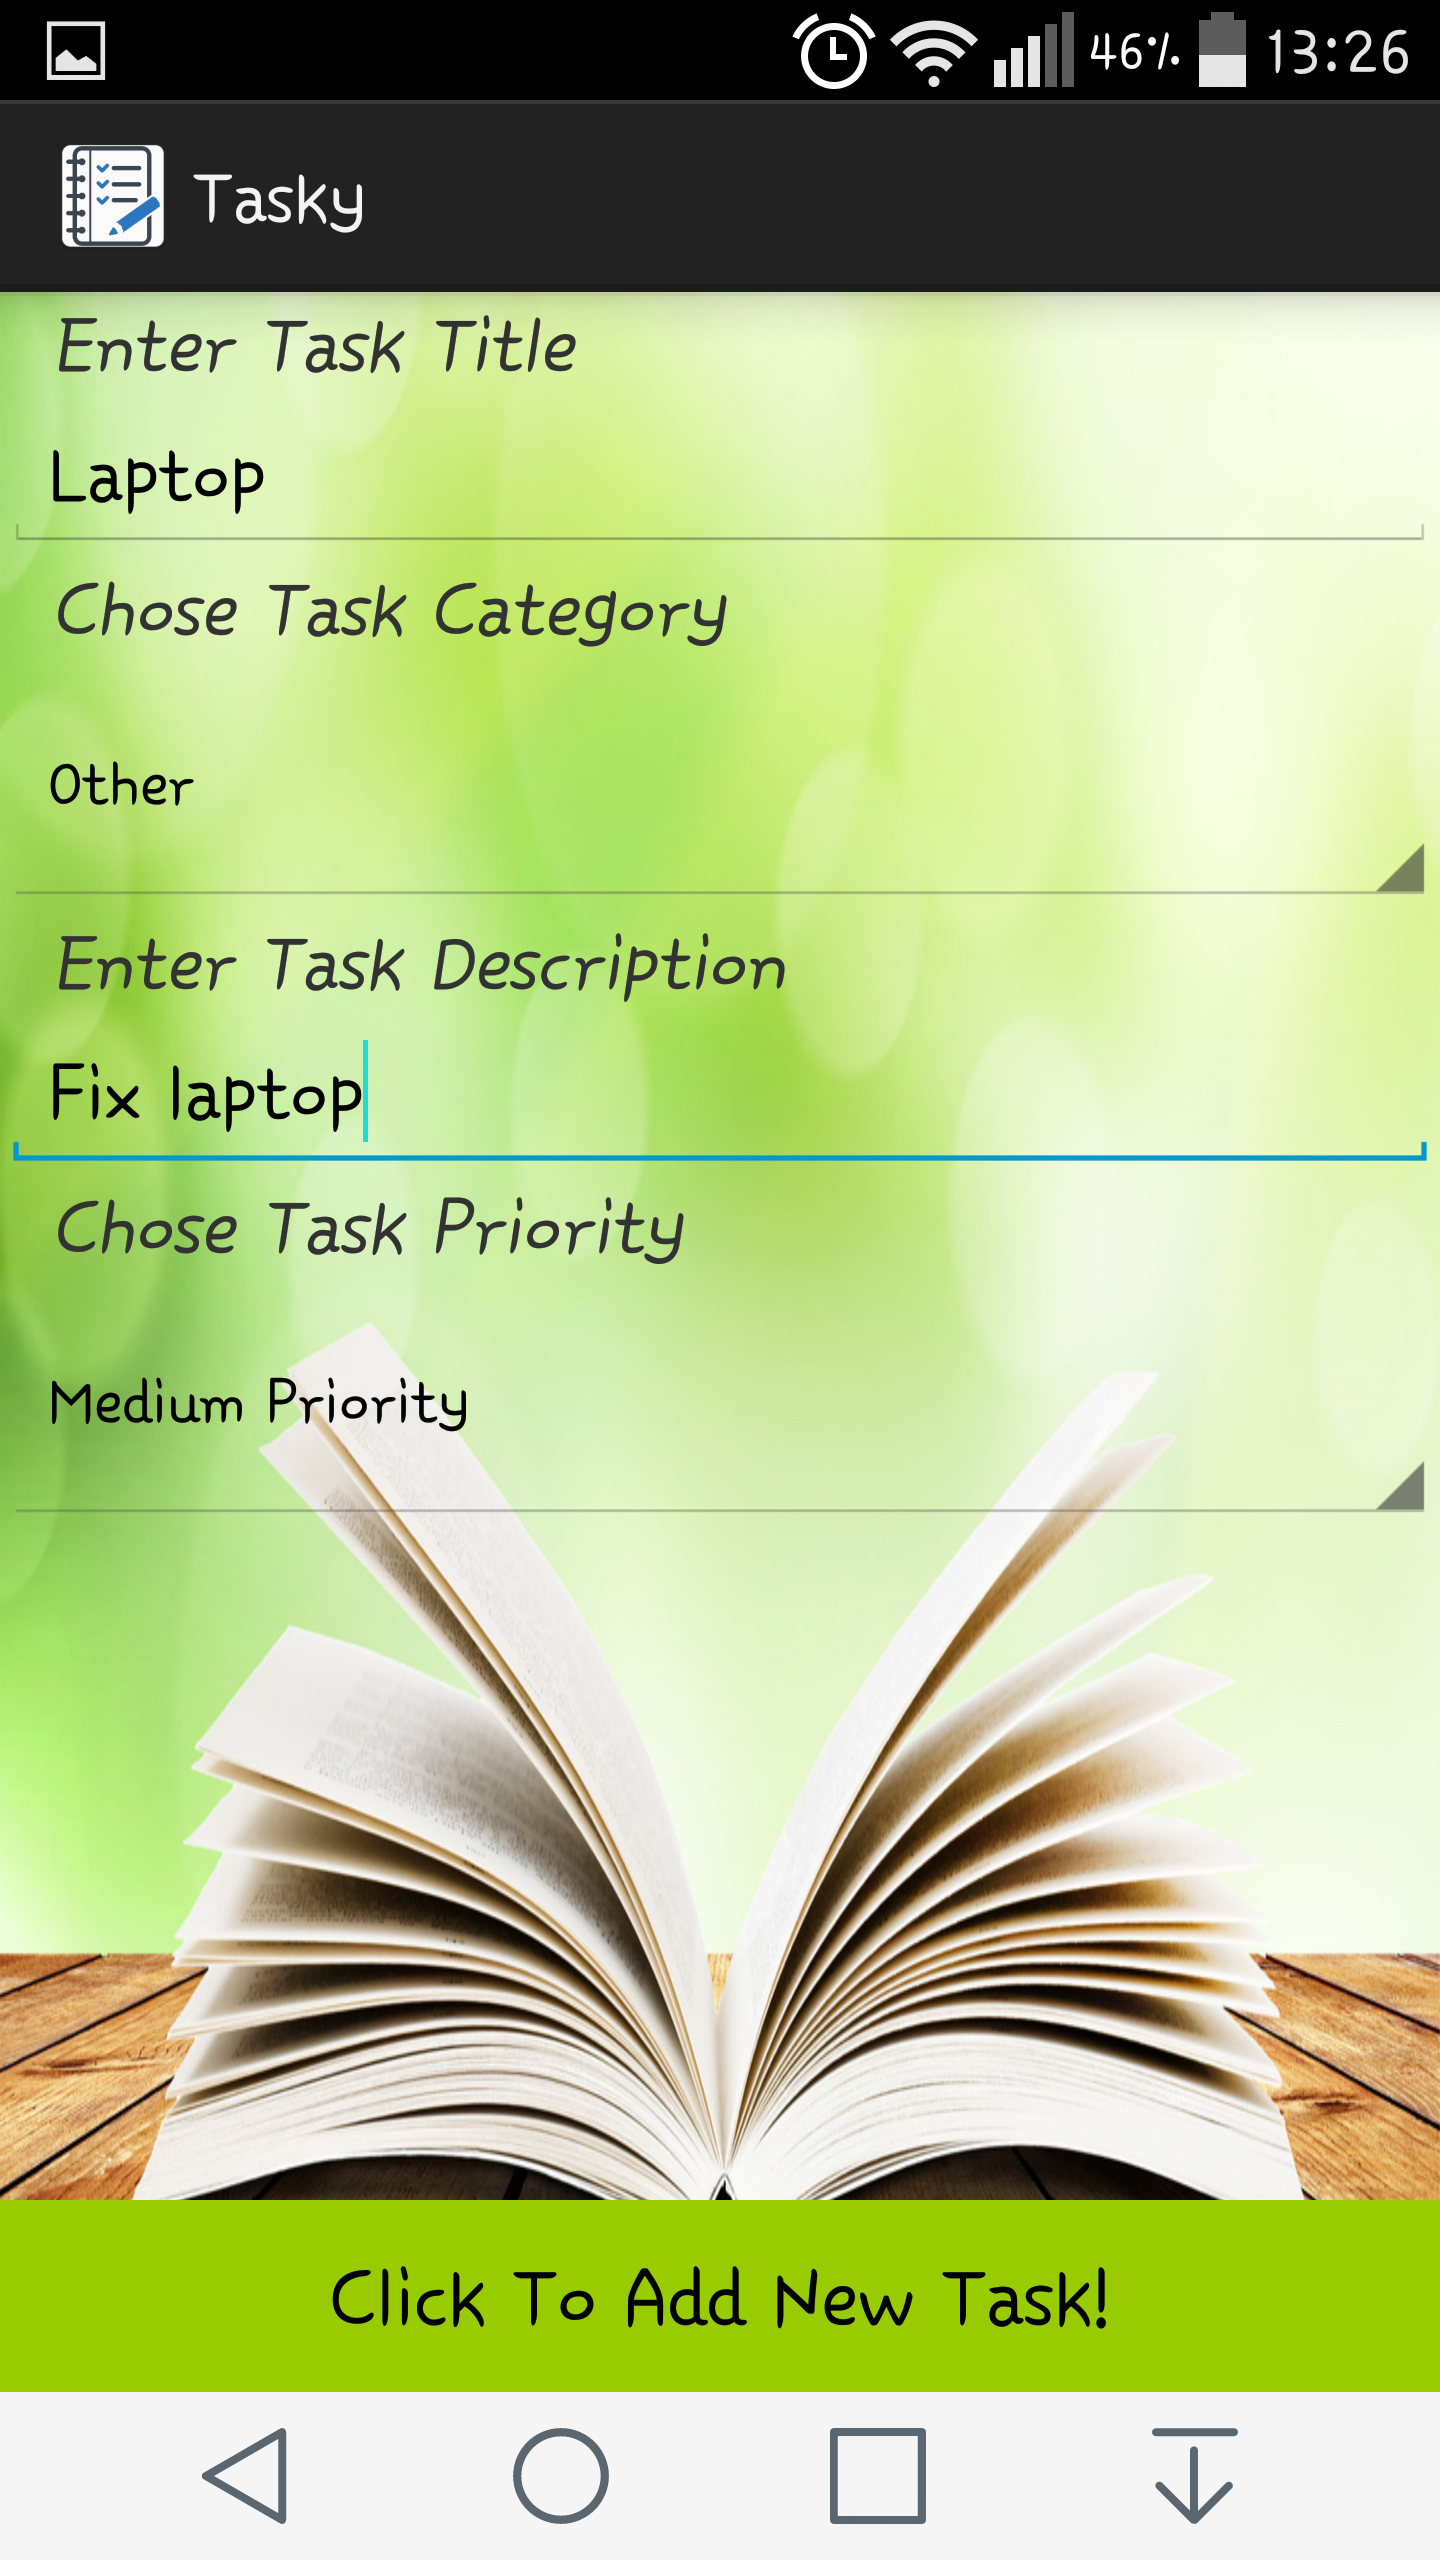 46% 13:26
Tasky
Enter Task Title
Laptop
Chose Task Category
Other
Enter Task Description
Fix laptop
Chose Task Priority
Medium Priority
Click To Add New Task!